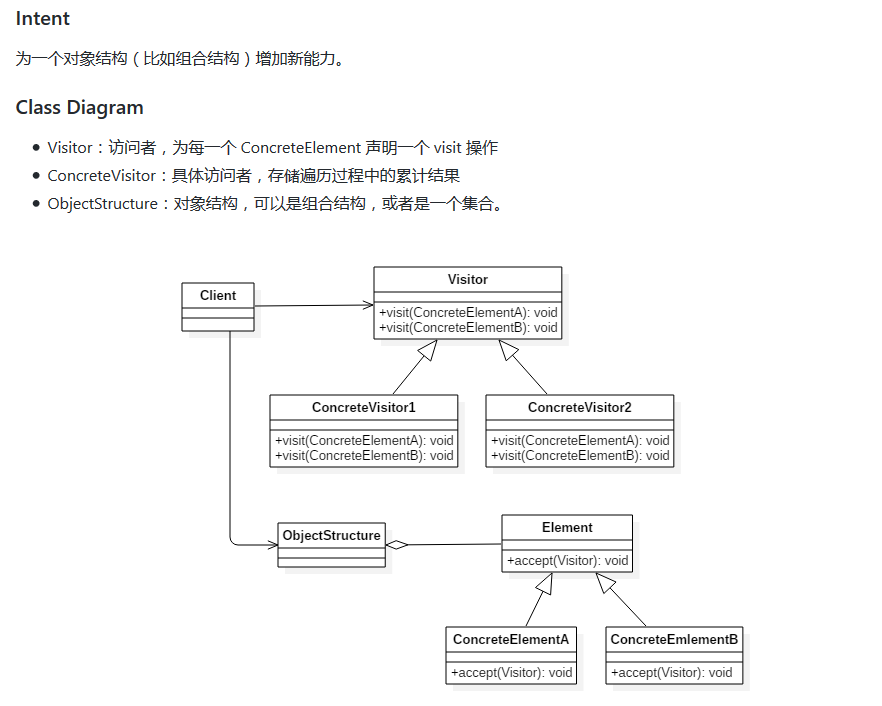 Intent
为一个对象结构（比如组合结构）增加新能力。
Class Diagram
• Visitor：访问者，为每一个 ConcreteElement 声明一个 visit 操作
• ConcreteVisitor：具体访问者，存储遍历过程中的累计结果
• ObjectStructure：对象结构，可以是组合结构，或者是一个集合。
Visitor
+visit(ConcreteElementA): void
+visit(ConcreteElementB): void
Client
ConcreteVisitor1
+visit(ConcreteElementA): void
+visit(ConcreteElementB): void
ConcreteVisitor2
+visit(ConcreteElementA): void
+visit(ConcreteElementB): void
ObjectStructure
Element
+accept(Visitor): void
ConcreteElementA
+accept(Visitor): void
ConcreteEmlementB
+accept(Visitor): void